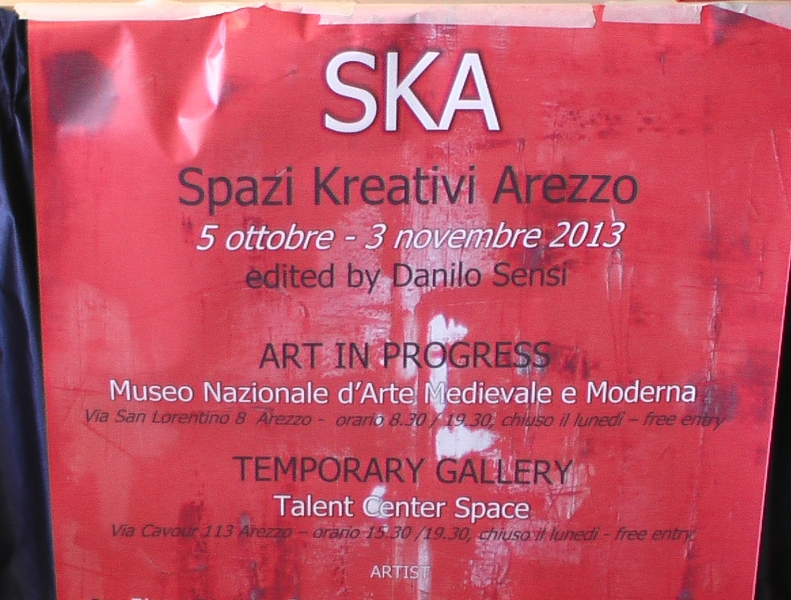 SKA
Spazi Kreativi Arezzo
5 ottobre - 3 novembre 2013
edited by Danilo Sensi
ART IN PROGRESS
Museo Nazionale d'Arte Medievale e Moderna
Via San Lorentino 8 Arezzo - orario 8.30 / 19.30, chiuso il lunedi – free entry
TEMPORARY GALLERY
Talent Center Space
Via Cavour 113 Arezzo – orario 15.30 /19.30, chiuso il lunedi - free entry
ARTIST